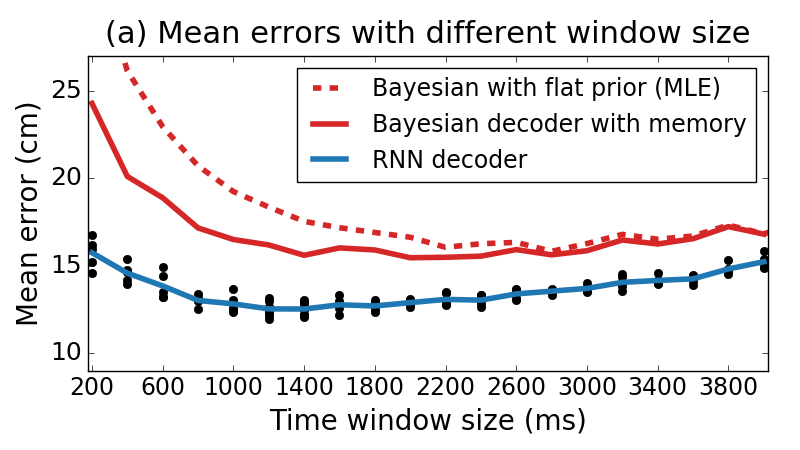 (a) Mean errors with different window size
Bayesian with flat prior (MLE)
Bayesian decoder with memory
RNN decoder
Mean error (cm)
25
20
15
10
200 600 1000 1400 1800 2200 2600 3000 3400 3800
Time window size (ms)